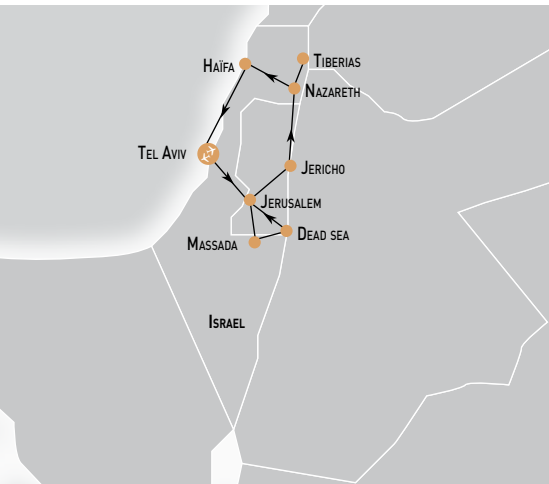 Haïfa
Tiberias
Nazareth
Tel Aviv
Jericho
Jerusalem
Massada
Dead sea
Israel